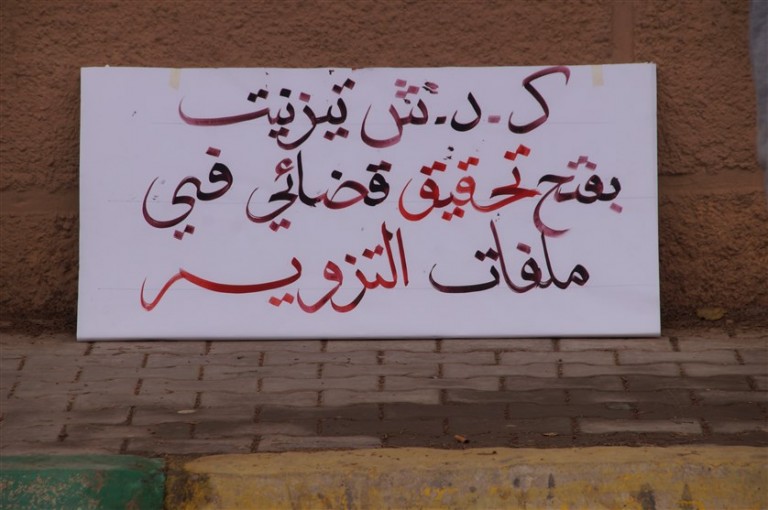 ك.د.ش تيزنيت
بفتح تحقيق قضائي في
ملفات التزوير